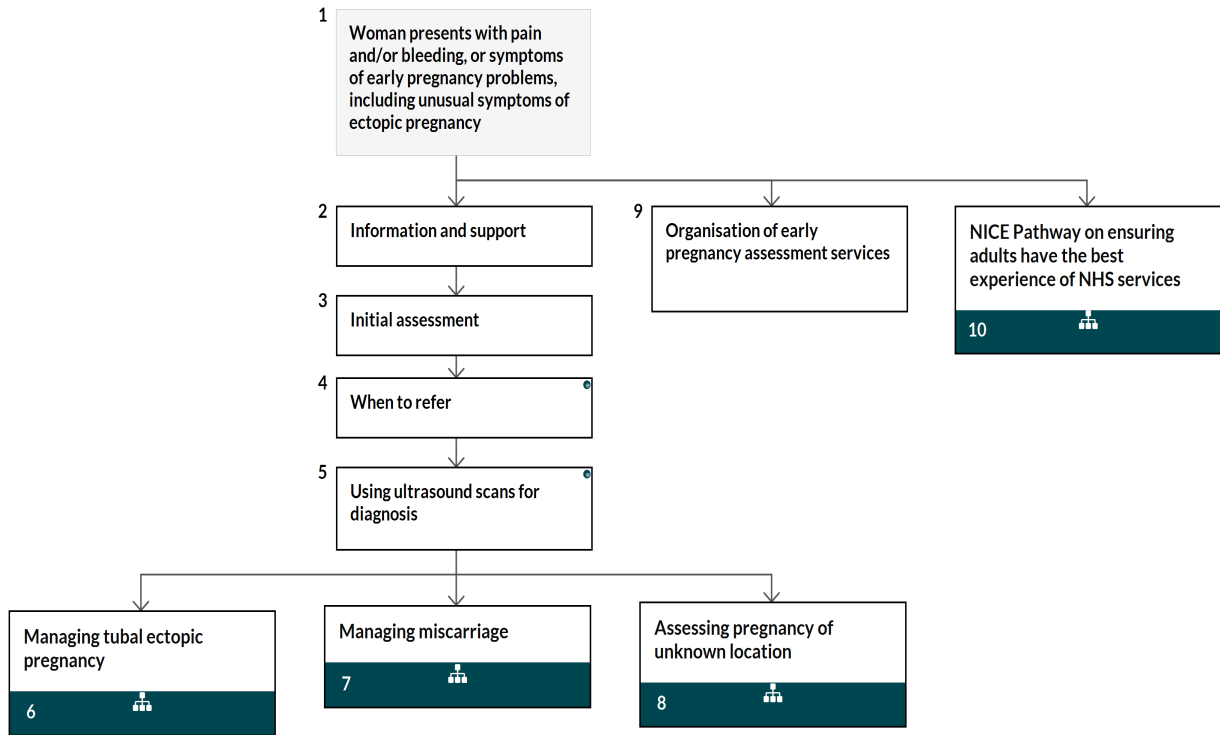 1
Woman presents with pain
and/or bleeding, or symptoms
of early pregnancy problems,
including unusual symptoms of
ectopic pregnancy
2
Information and support
9
Organisation of early
pregnancy assessment services
NICE Pathway on ensuring
adults have the best
experience of NHS services
10
3
Initial assessment
4
When to refer
5
Using ultrasound scans for
diagnosis
Managing tubal ectopic
pregnancy
6
Managing miscarriage
7
Assessing pregnancy of
unknown location
8